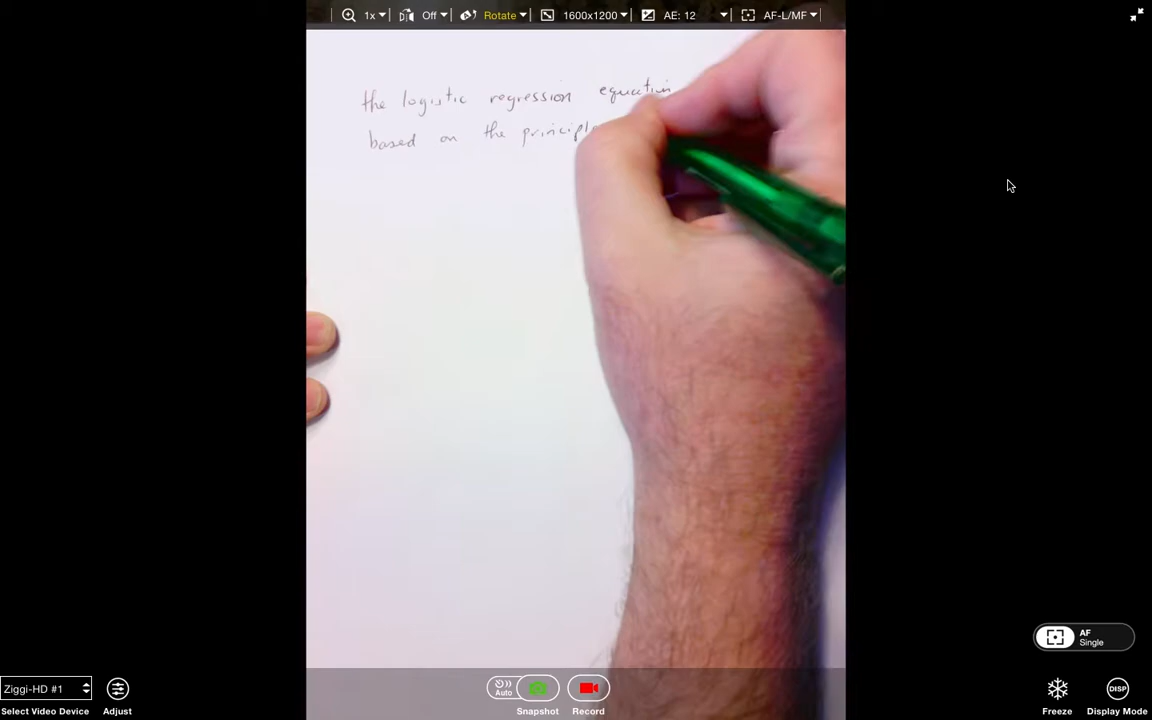 1x Off Rotate 1600x1200 AE: 12 AF-L/MF
the logistic regression equation
based on the principle
AF
Single
Ziggi-HD #1 Auto
Select Video Device Adjust Snapshot Record Freeze DISP Display Mode